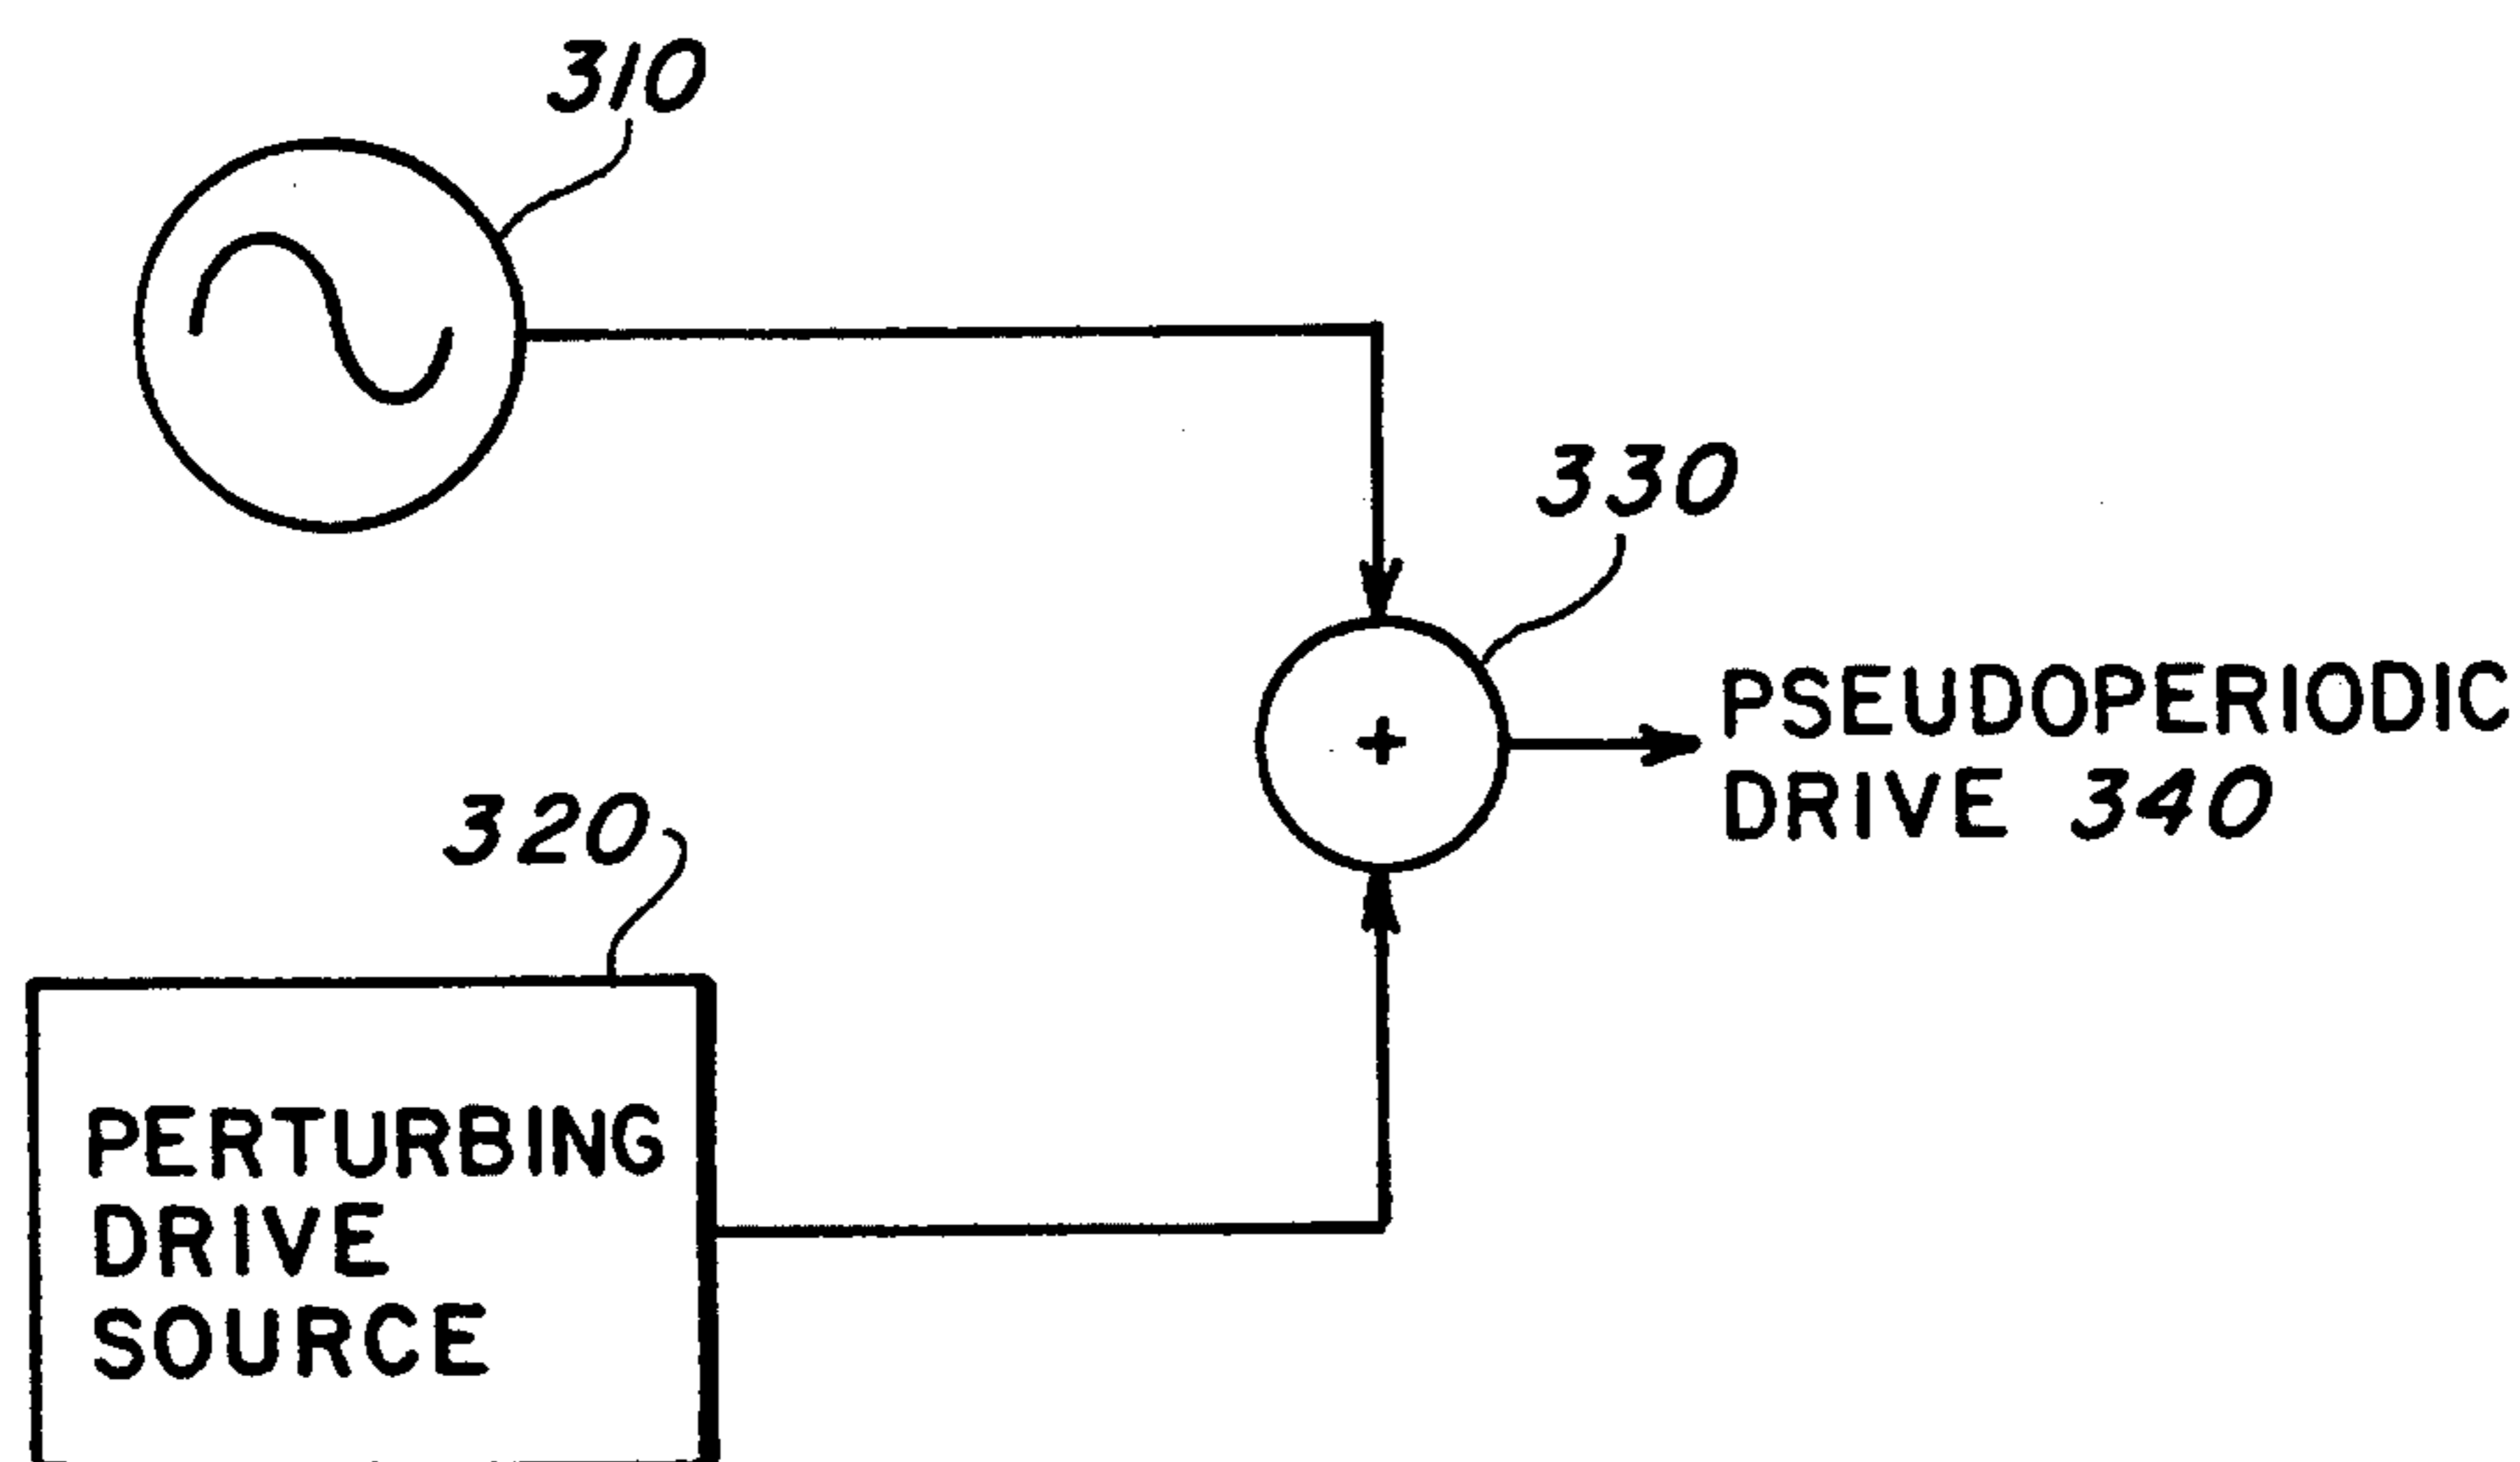 310
330
PSEUDOPERIODIC
DRIVE 340
320
PERTURBING
DRIVE
SOURCE